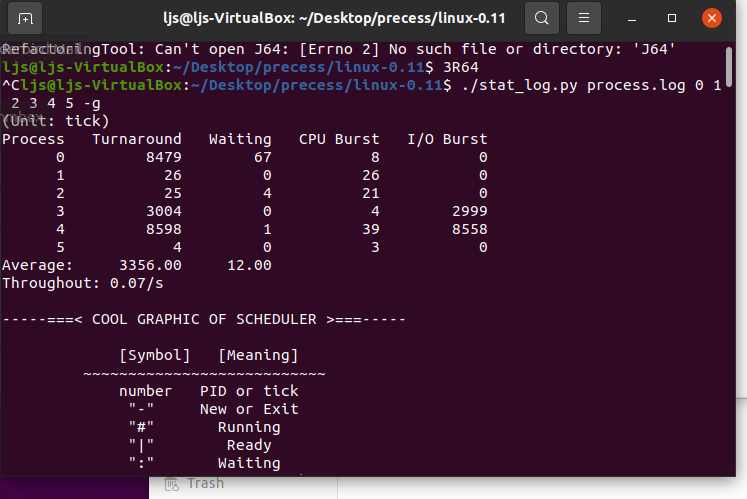 ljs@ljs-VirtualBox: ~/Desktop/precess/linux-0.11
RefactoringTool: Can't open J64: [Errno 2] No such file or directory: 'J64'
ljs@ljs-VirtualBox:~/Desktop/precess/linux-0.11$ 3R64
^Cljs@ljs-VirtualBox:~/Desktop/precess/linux-0.11$ ./stat_log.py process.log 0 1
2 3 4 5 -g
(Unit: tick)
Process   Turnaround   Waiting   CPU Burst   I/O Burst
      0         8479        67           8           0
      1           26         0          26           0
      2           25         4          21           0
      3         3004         0           4        2999
      4         8598         1          39        8558
      5            4         0           3           0
Average:     3356.00     12.00
Throughout: 0.07/s
-----===< COOL GRAPHIC OF SCHEDULER >===-----
             [Symbol]   [Meaning]
         ~~~~~~~~~~~~~~~~~~~~~~~~~~~
             number   PID or tick
              "-"     New or Exit
              "#"       Running
              "|"        Ready
              ":"       Waiting
Trash